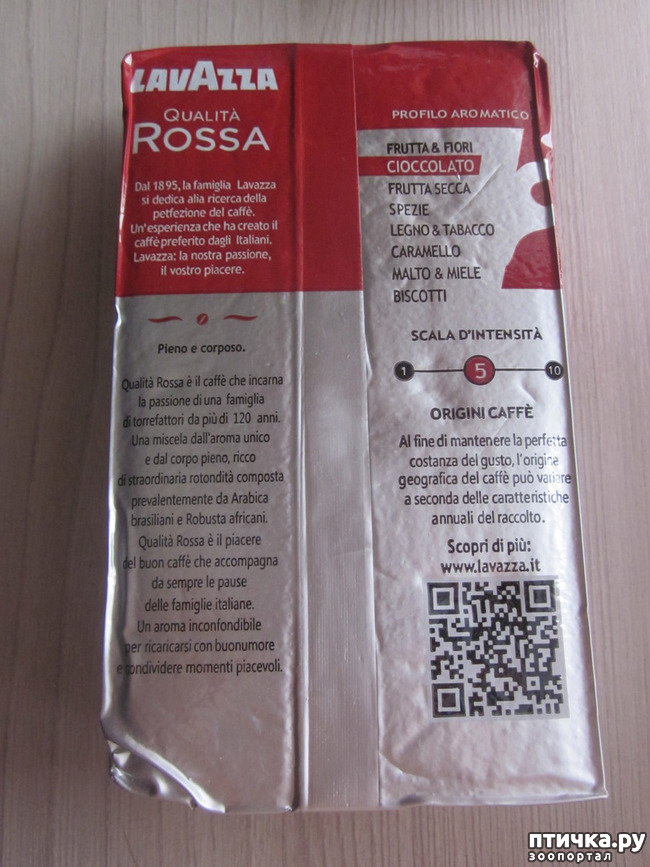 LAVAZZA
QUALITÀ
ROSSA
Dal 1895, la famiglia Lavazza
si dedica alia ricerca della
petfezione del caffè.
Un'esperienza che ha creato il
caffè preferito dagli Italiani.
Lavazza: la nostra passione,
il vostro piacere.
Pieno e corposo.
Qualità Rossa è il caffè che incarna
la passione di una famiglia
di torrefattori da più di 120 anni.
Una miscela dall'aroma unico
e dal corpo pieno, ricco
di straordinaria rotondità composta
prevalentemente da Arabica
brasiliani e Robusta africani.
Qualità Rossa è il piacere
del buon caffè che accompagna
da sempre le pause
delle famiglie italiane.
Un aroma inconfondibile
per ricaricarsi con buonumore
e condividere momenti piacevoli.
PROFILO AROMATICO
FRUTTA & FIORI
CIOCCOLATO
FRUTTA SECCA
SPEZIE
LEGNO & TABACCO
CARAMELLO
MALTO & MIELE
BISCOTTI
SCALA D'INTENSITÀ
1 5 10
ORIGINI CAFFÈ
Al fine di mantenere la perfetta
costanza del gusto, l'origine
geografica del caffè può variare
a seconda delle caratteristiche
annuali del raccolto.
Scopri di più:
www.lavazza.it
птичка.ру
зоопортал